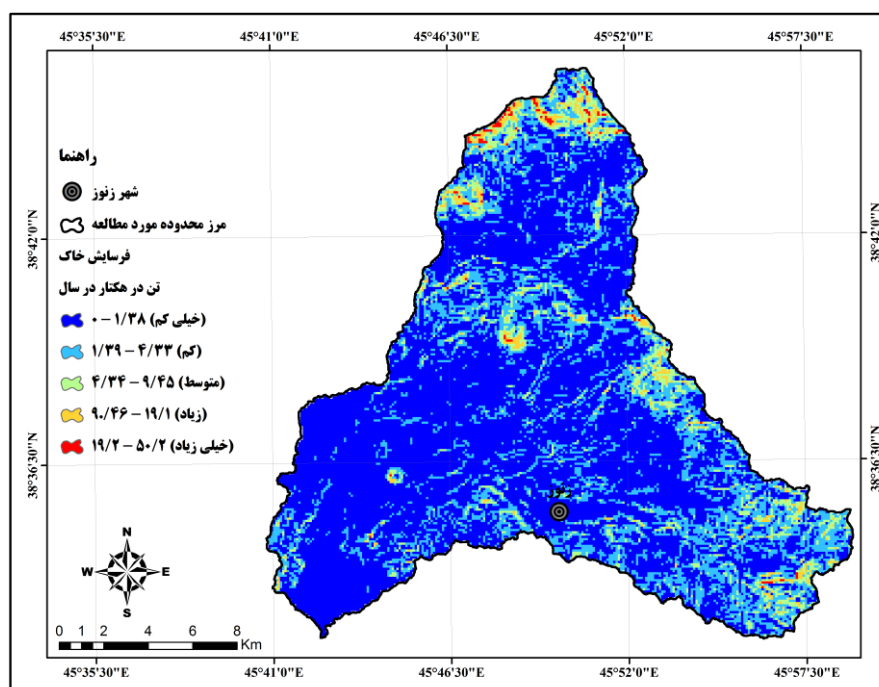 45°35'30"E 45°41'0"E 45°46'30"E 45°52'0"E 45°57'30"E
راهنما
شهر زنوز
مرز محدوده مورد مطالعه
فرسایش خاک
تن در هکتار در سال
۰ – ۱/۳۸ (خیلی کم)
۱/۳۹ – ۴/۳۳ (کم)
۴/۳۴ – ۹/۴۵ (متوسط)
۹۰/۴۶ – ۱۹/۱ (زیاد)
۱۹/۲ – ۵۰/۲ (خیلی زیاد)
38°42'0"N
38°42'0"N
38°36'30"N
38°36'30"N
زنوز
N
W E
S
0 1 2 4 6 8
Km
45°35'30"E 45°41'0"E 45°46'30"E 45°52'0"E 45°57'30"E